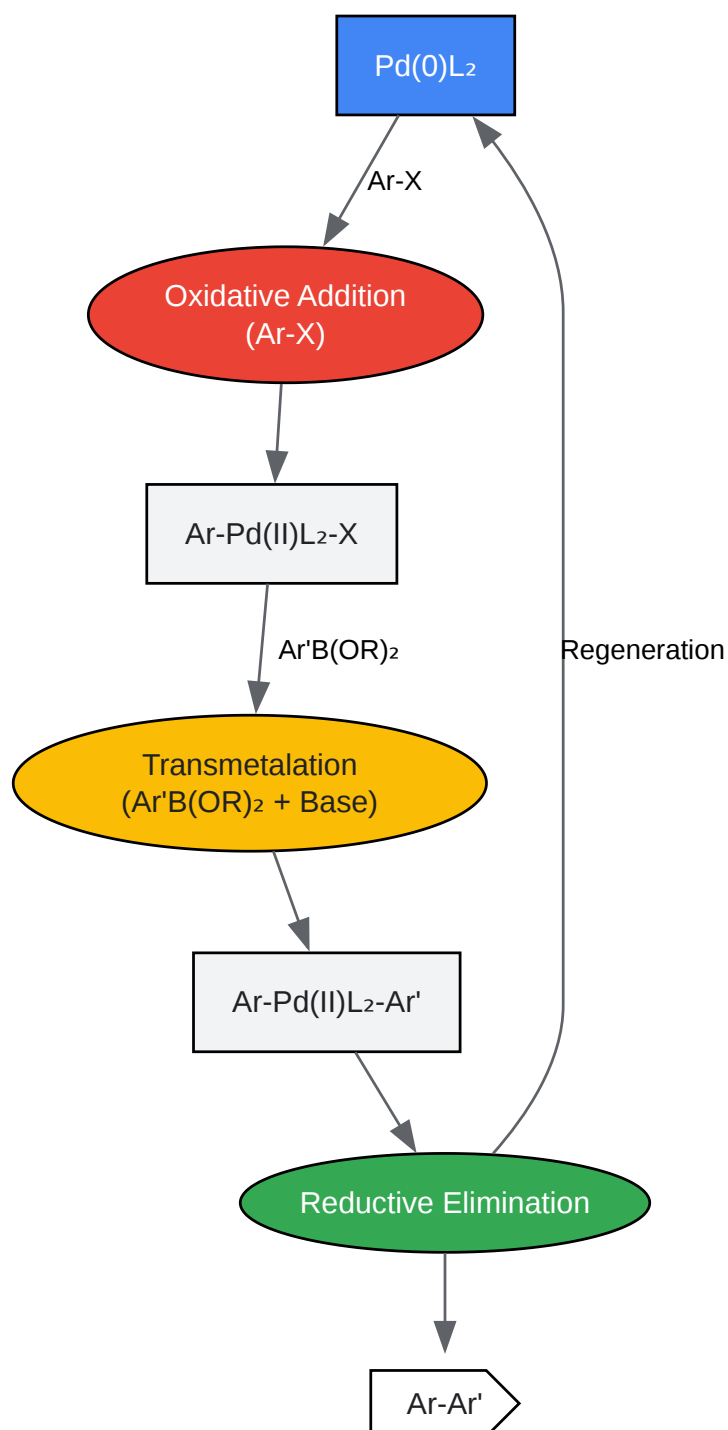 Pd(0)L₂
Ar-X
Oxidative Addition
(Ar-X)
Ar-Pd(II)L₂-X
Ar'B(OR)₂
Regeneration
Transmetalation
(Ar'B(OR)₂ + Base)
Ar-Pd(II)L₂-Ar'
Reductive Elimination
Ar-Ar'